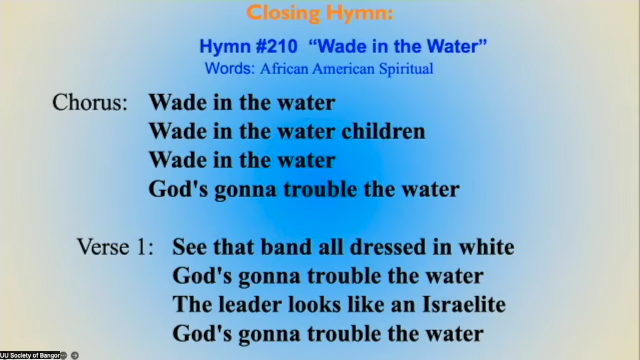 Closing Hymn:
Hymn #210 “Wade in the Water”
Words: African American Spiritual
Chorus: Wade in the water
Wade in the water children
Wade in the water
God's gonna trouble the water
Verse 1: See that band all dressed in white
God's gonna trouble the water
The leader looks like an Israelite
God's gonna trouble the water
UU Society of Bangor